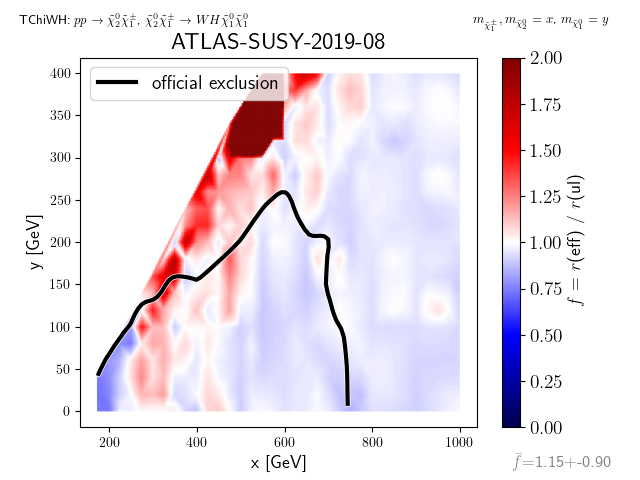 TChiWH: $pp \to \tilde{\chi}_2^0 \tilde{\chi}_1^\pm, \tilde{\chi}_2^0 \tilde{\chi}_1^\pm \to WH \tilde{\chi}_1^0 \tilde{\chi}_1^0$ $m_{\tilde{\chi}_1^\pm}, m_{\tilde{\chi}_2^0} = x, m_{\tilde{\chi}_1^0} = y$
ATLAS-SUSY-2019-08
official exclusion
y [GeV]
400
350
300
250
200
150
100
50
0
200 400 600 800 1000
x [GeV]
2.00
1.75
1.50
1.25
1.00
0.75
0.50
0.25
0.00
f = r(eff) / r(ul)
$\bar{f}$=1.15+-0.90